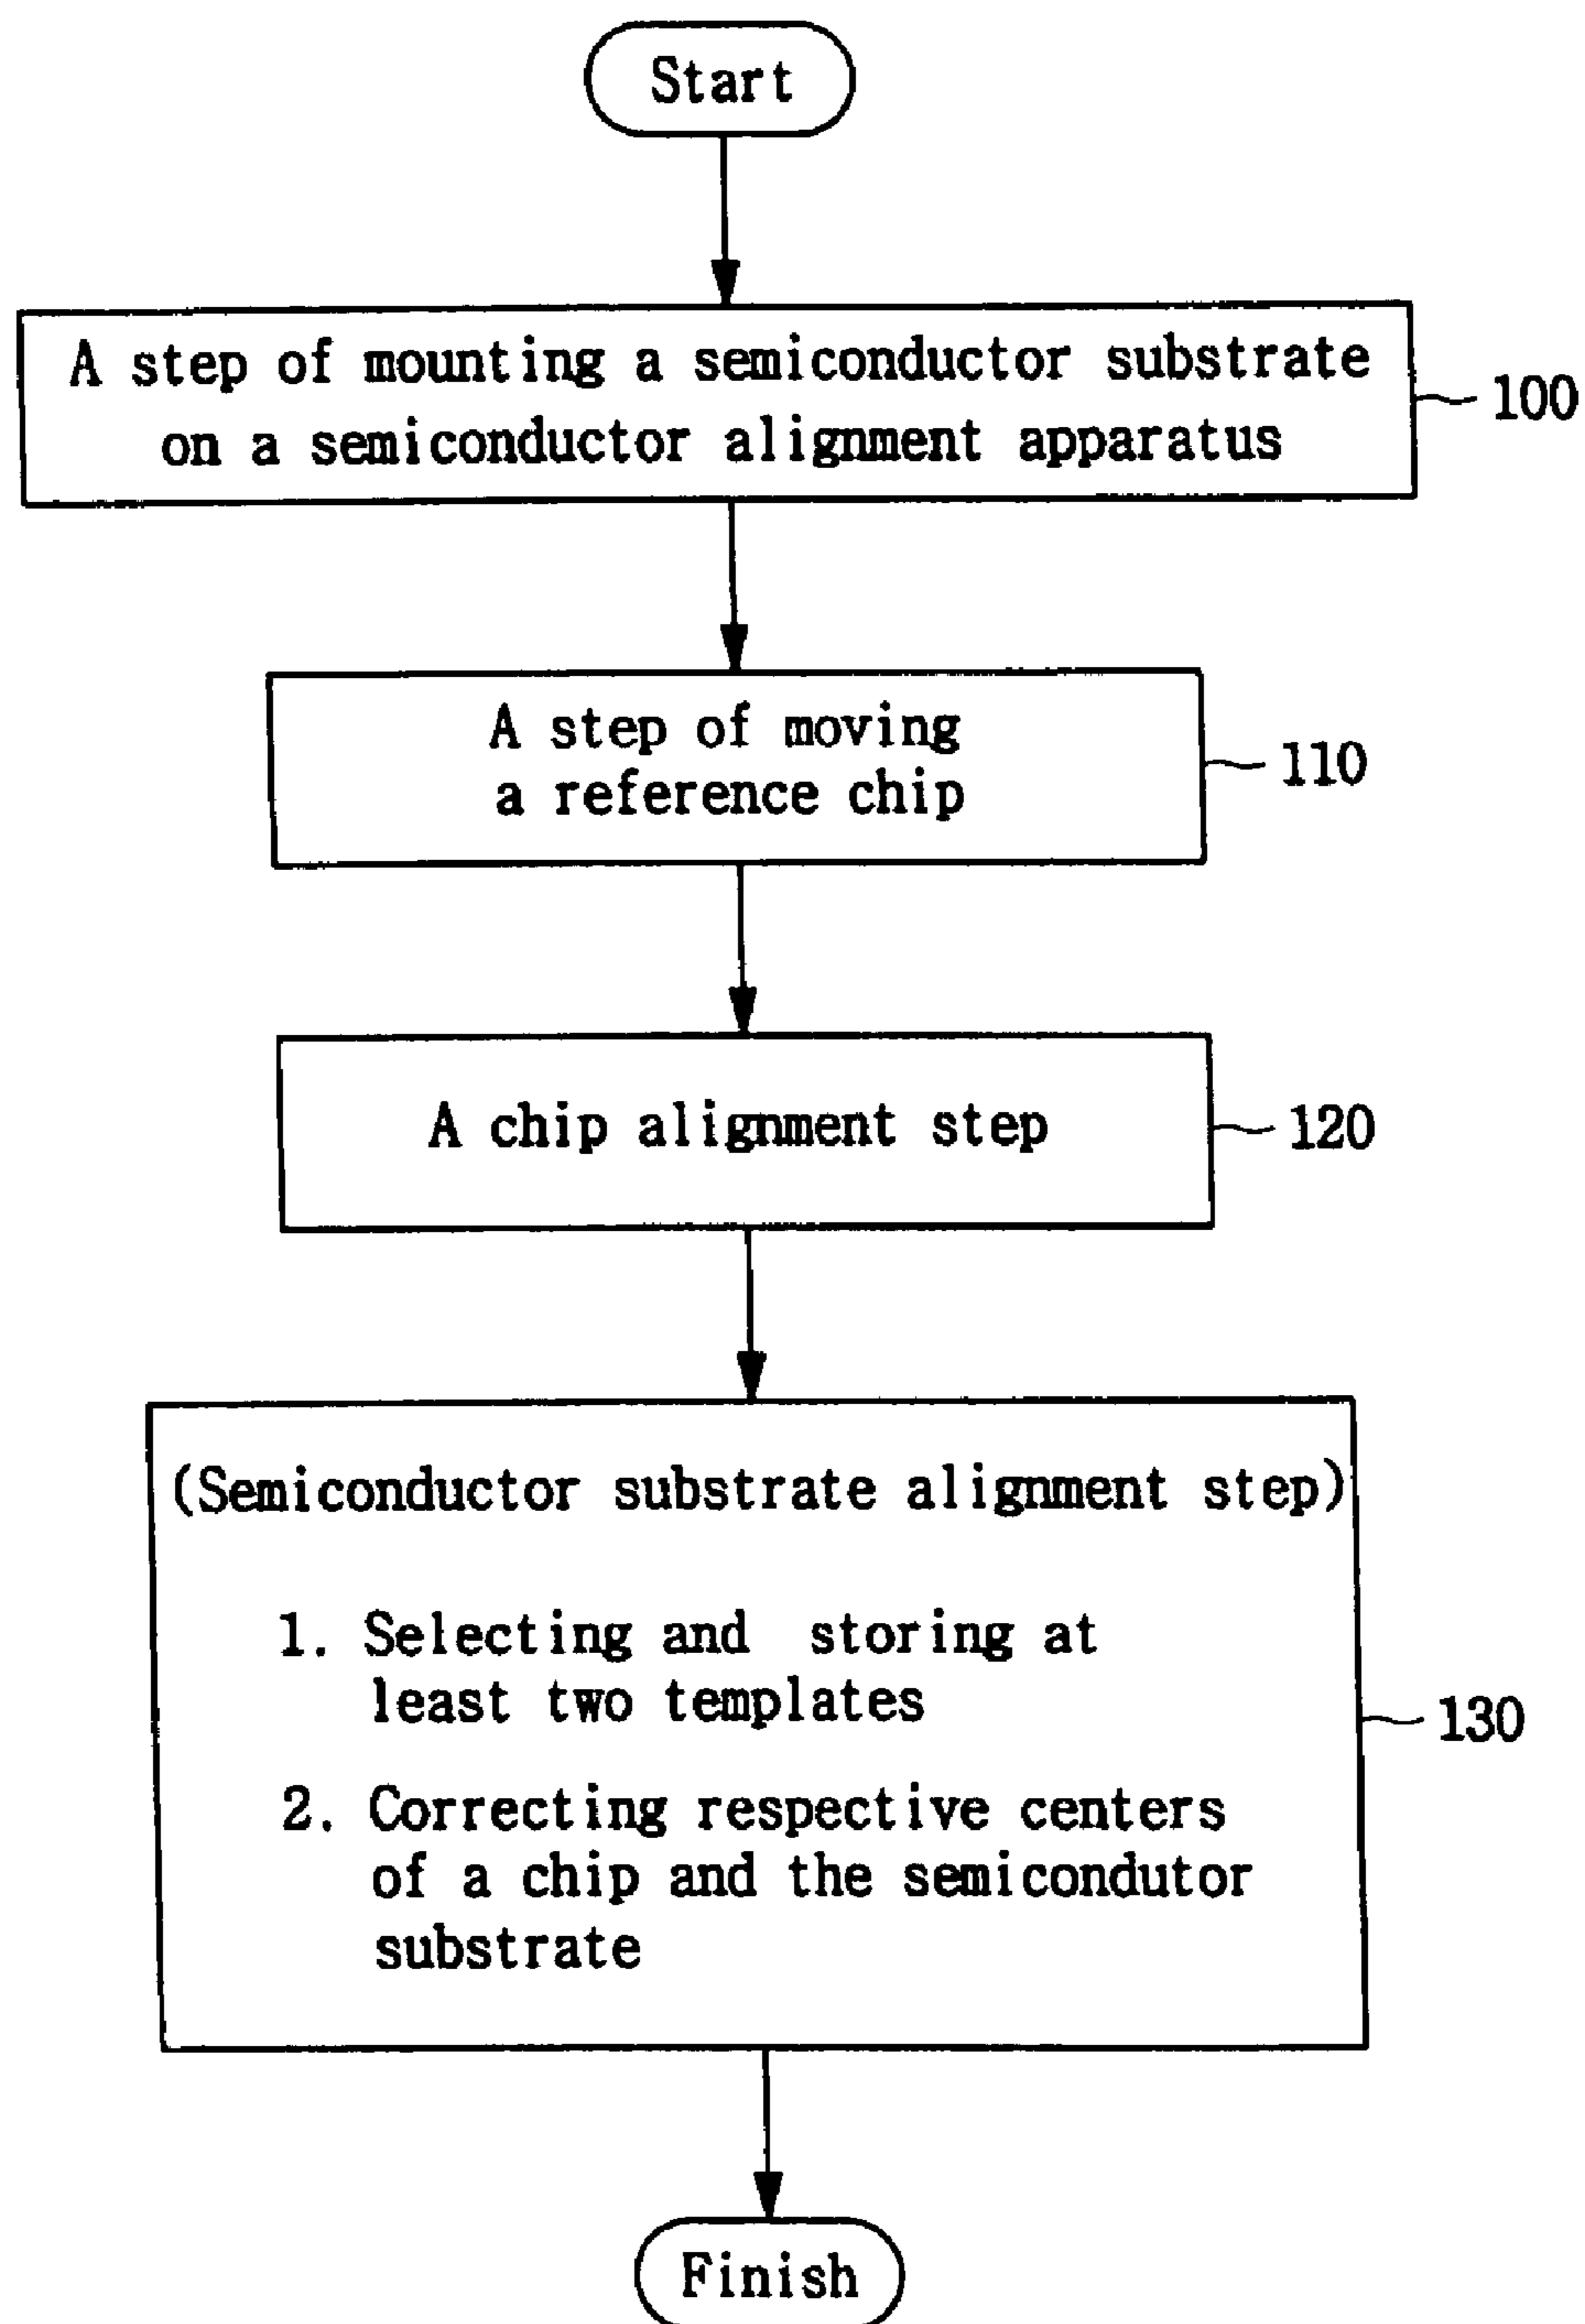 Start
A step of mounting a semiconductor substrate
on a semiconductor alignment apparatus
100
A step of moving
a reference chip
110
A chip alignment step
120
(Semiconductor substrate alignment step)
1. Selecting and storing at
least two templates
130
2. Correcting respective centers
of a chip and the semicondutor
substrate
Finish